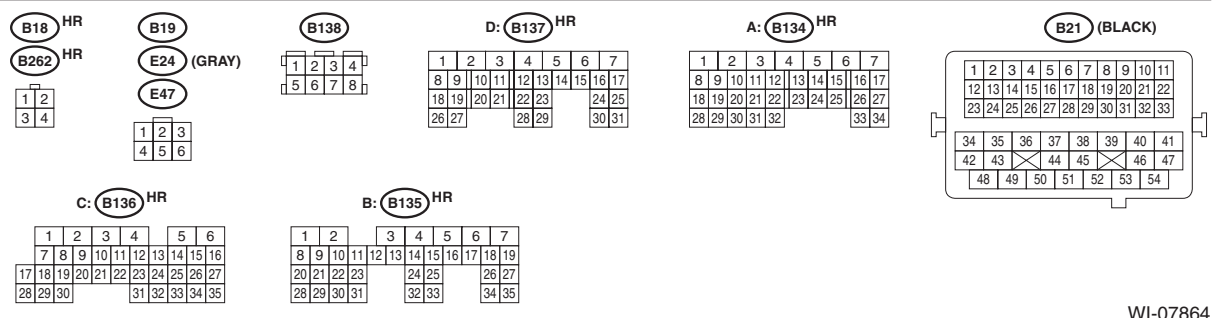 B18 HR
B262 HR
1 2
3 4
B19
E24 (GRAY)
E47
1 2 3
4 5 6
B138
1 2 3 4
5 6 7 8
D: B137 HR
1 2 3 4 5 6 7
8 9 10 11 12 13 14 15 16 17
18 19 20 21 22 23 24 25
26 27 28 29 30 31
A: B134 HR
1 2 3 4 5 6 7
8 9 10 11 12 13 14 15 16 17
18 19 20 21 22 23 24 25 26 27
28 29 30 31 32 33 34
B21 (BLACK)
1 2 3 4 5 6 7 8 9 10 11
12 13 14 15 16 17 18 19 20 21 22
23 24 25 26 27 28 29 30 31 32 33
34 35 36 37 38 39 40 41
42 43 44 45 46 47
48 49 50 51 52 53 54
C: B136 HR
1 2 3 4 5 6
7 8 9 10 11 12 13 14 15 16
17 18 19 20 21 22 23 24 25 26 27
28 29 30 31 32 33 34 35
B: B135 HR
1 2 3 4 5 6 7
8 9 10 11 12 13 14 15 16 17 18 19
20 21 22 23 24 25 26 27
28 29 30 31 32 33 34 35
WI-07864